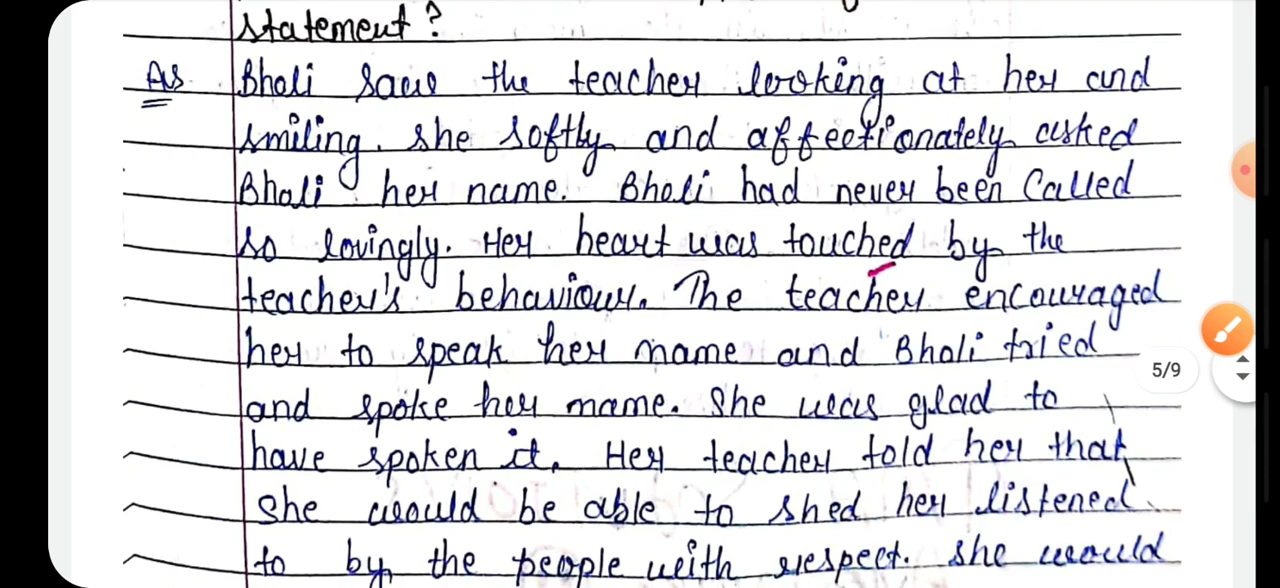 statement?
As Bholi saw the teacher looking at her and
smiling. she softly and affectionately asked
Bholi her name. Bholi had never been Called
so lovingly. Her heart was touched by the
teacher's behaviour. The teacher encouraged
her to speak her name and Bholi tried
and spoke her name. She was glad to
have spoken it. Her teacher told her that
she would be able to shed her listened
to by the people with respect. she would
5/9